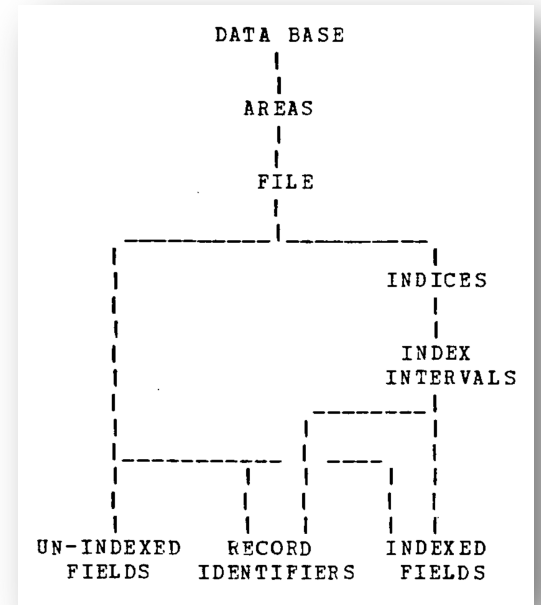 DATA BASE
AREAS
FILE
INDICES
INDEX
INTERVALS
UN-INDEXED RECORD INDEXED
FIELDS IDENTIFIERS FIELDS